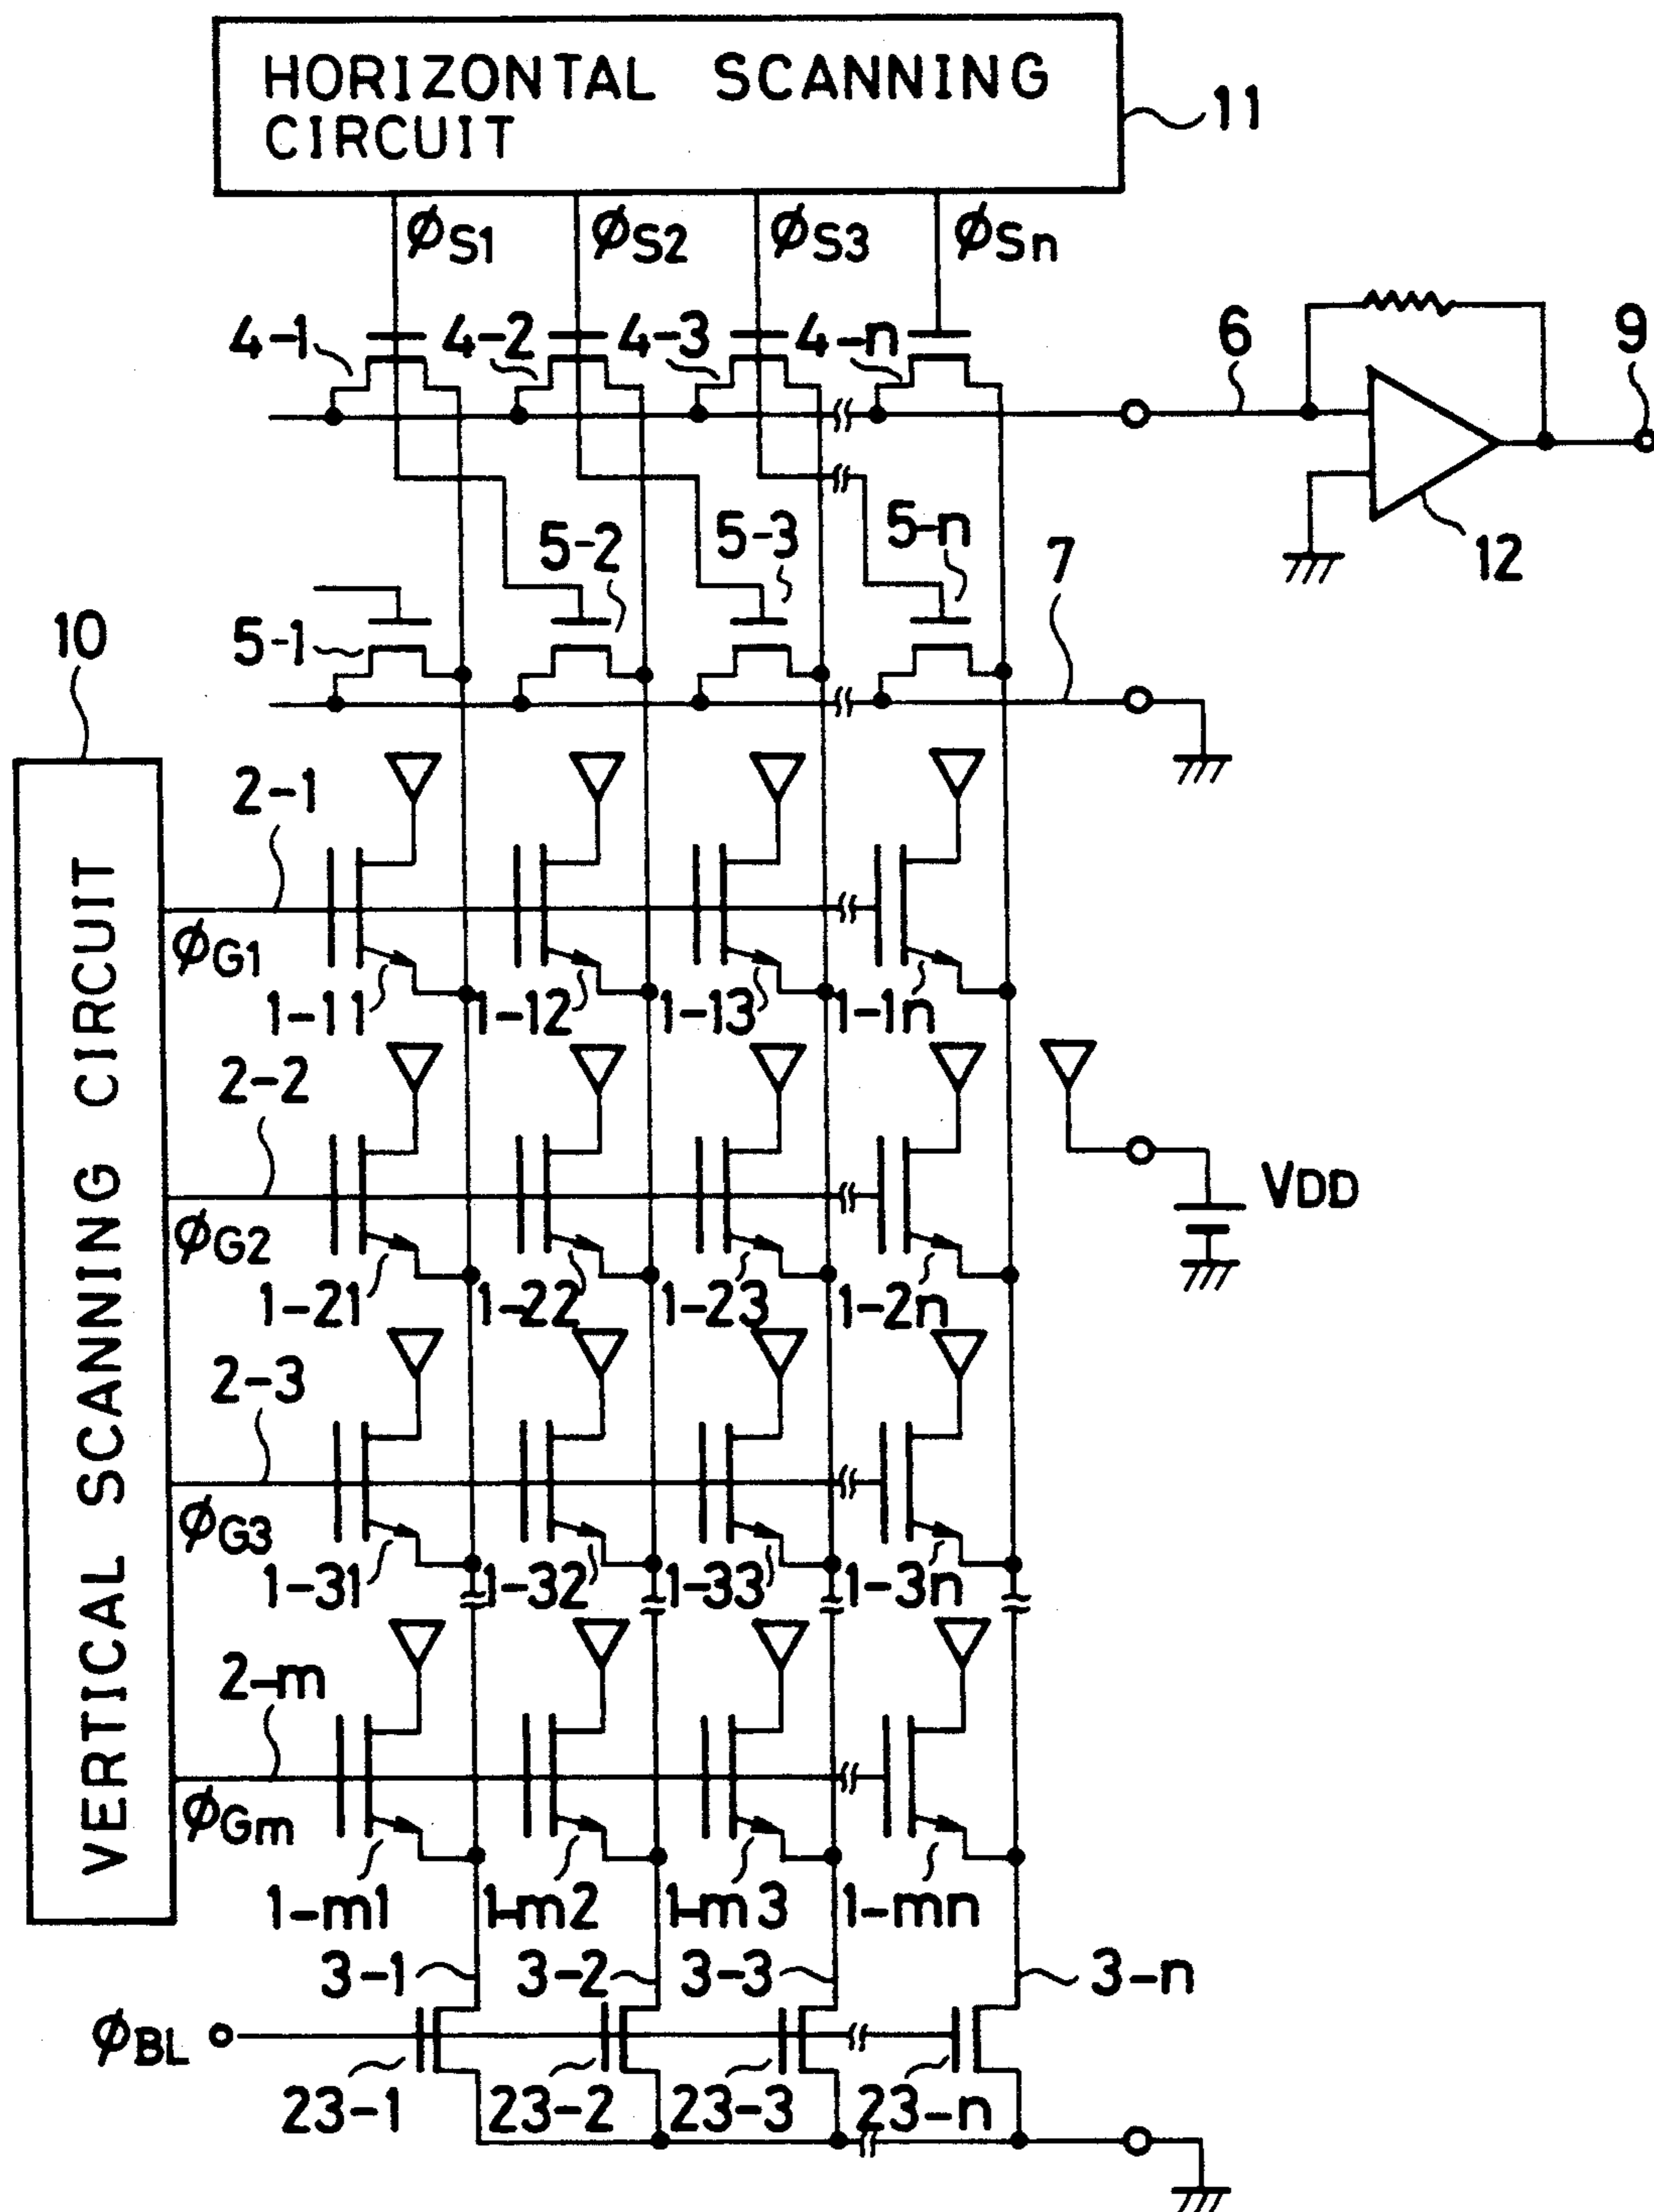 HORIZONTAL SCANNING
CIRCUIT
11
ϕS1 ϕS2 ϕS3 ϕSn
4-1 4-2 4-3 4-n 6 9
12
5-1 5-2 5-3 5-n 7
10
VERTICAL SCANNING CIRCUIT
2-1
ϕG1
1-11 1-12 1-13 1-1n
2-2
ϕG2
1-21 1-22 1-23 1-2n
VDD
2-3
ϕG3
1-31 1-32 1-33 1-3n
2-m
ϕGm
1-m1 1-m2 1-m3 1-mn
3-1 3-2 3-3 3-n
ϕBL
23-1 23-2 23-3 23-n